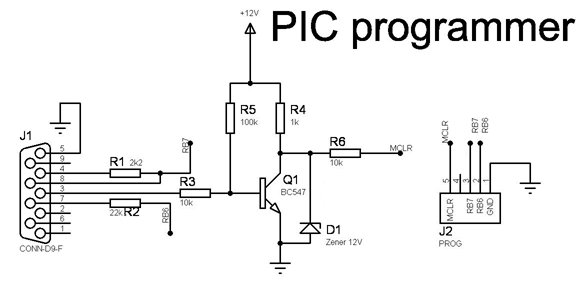 PIC programmer
+12V
J1
5
9
4
8
3
7
2
6
1
CONN-D9-F
R1
2k2
RB7
R2
22k
RB6
R3
10k
R5
100k
R4
1k
R6
10k
MCLR
Q1
BC547
D1
Zener 12V
MCLR
RB7
RB6
5
4
3
2
1
MCLR
RB7
RB6
GND
J2
PROG